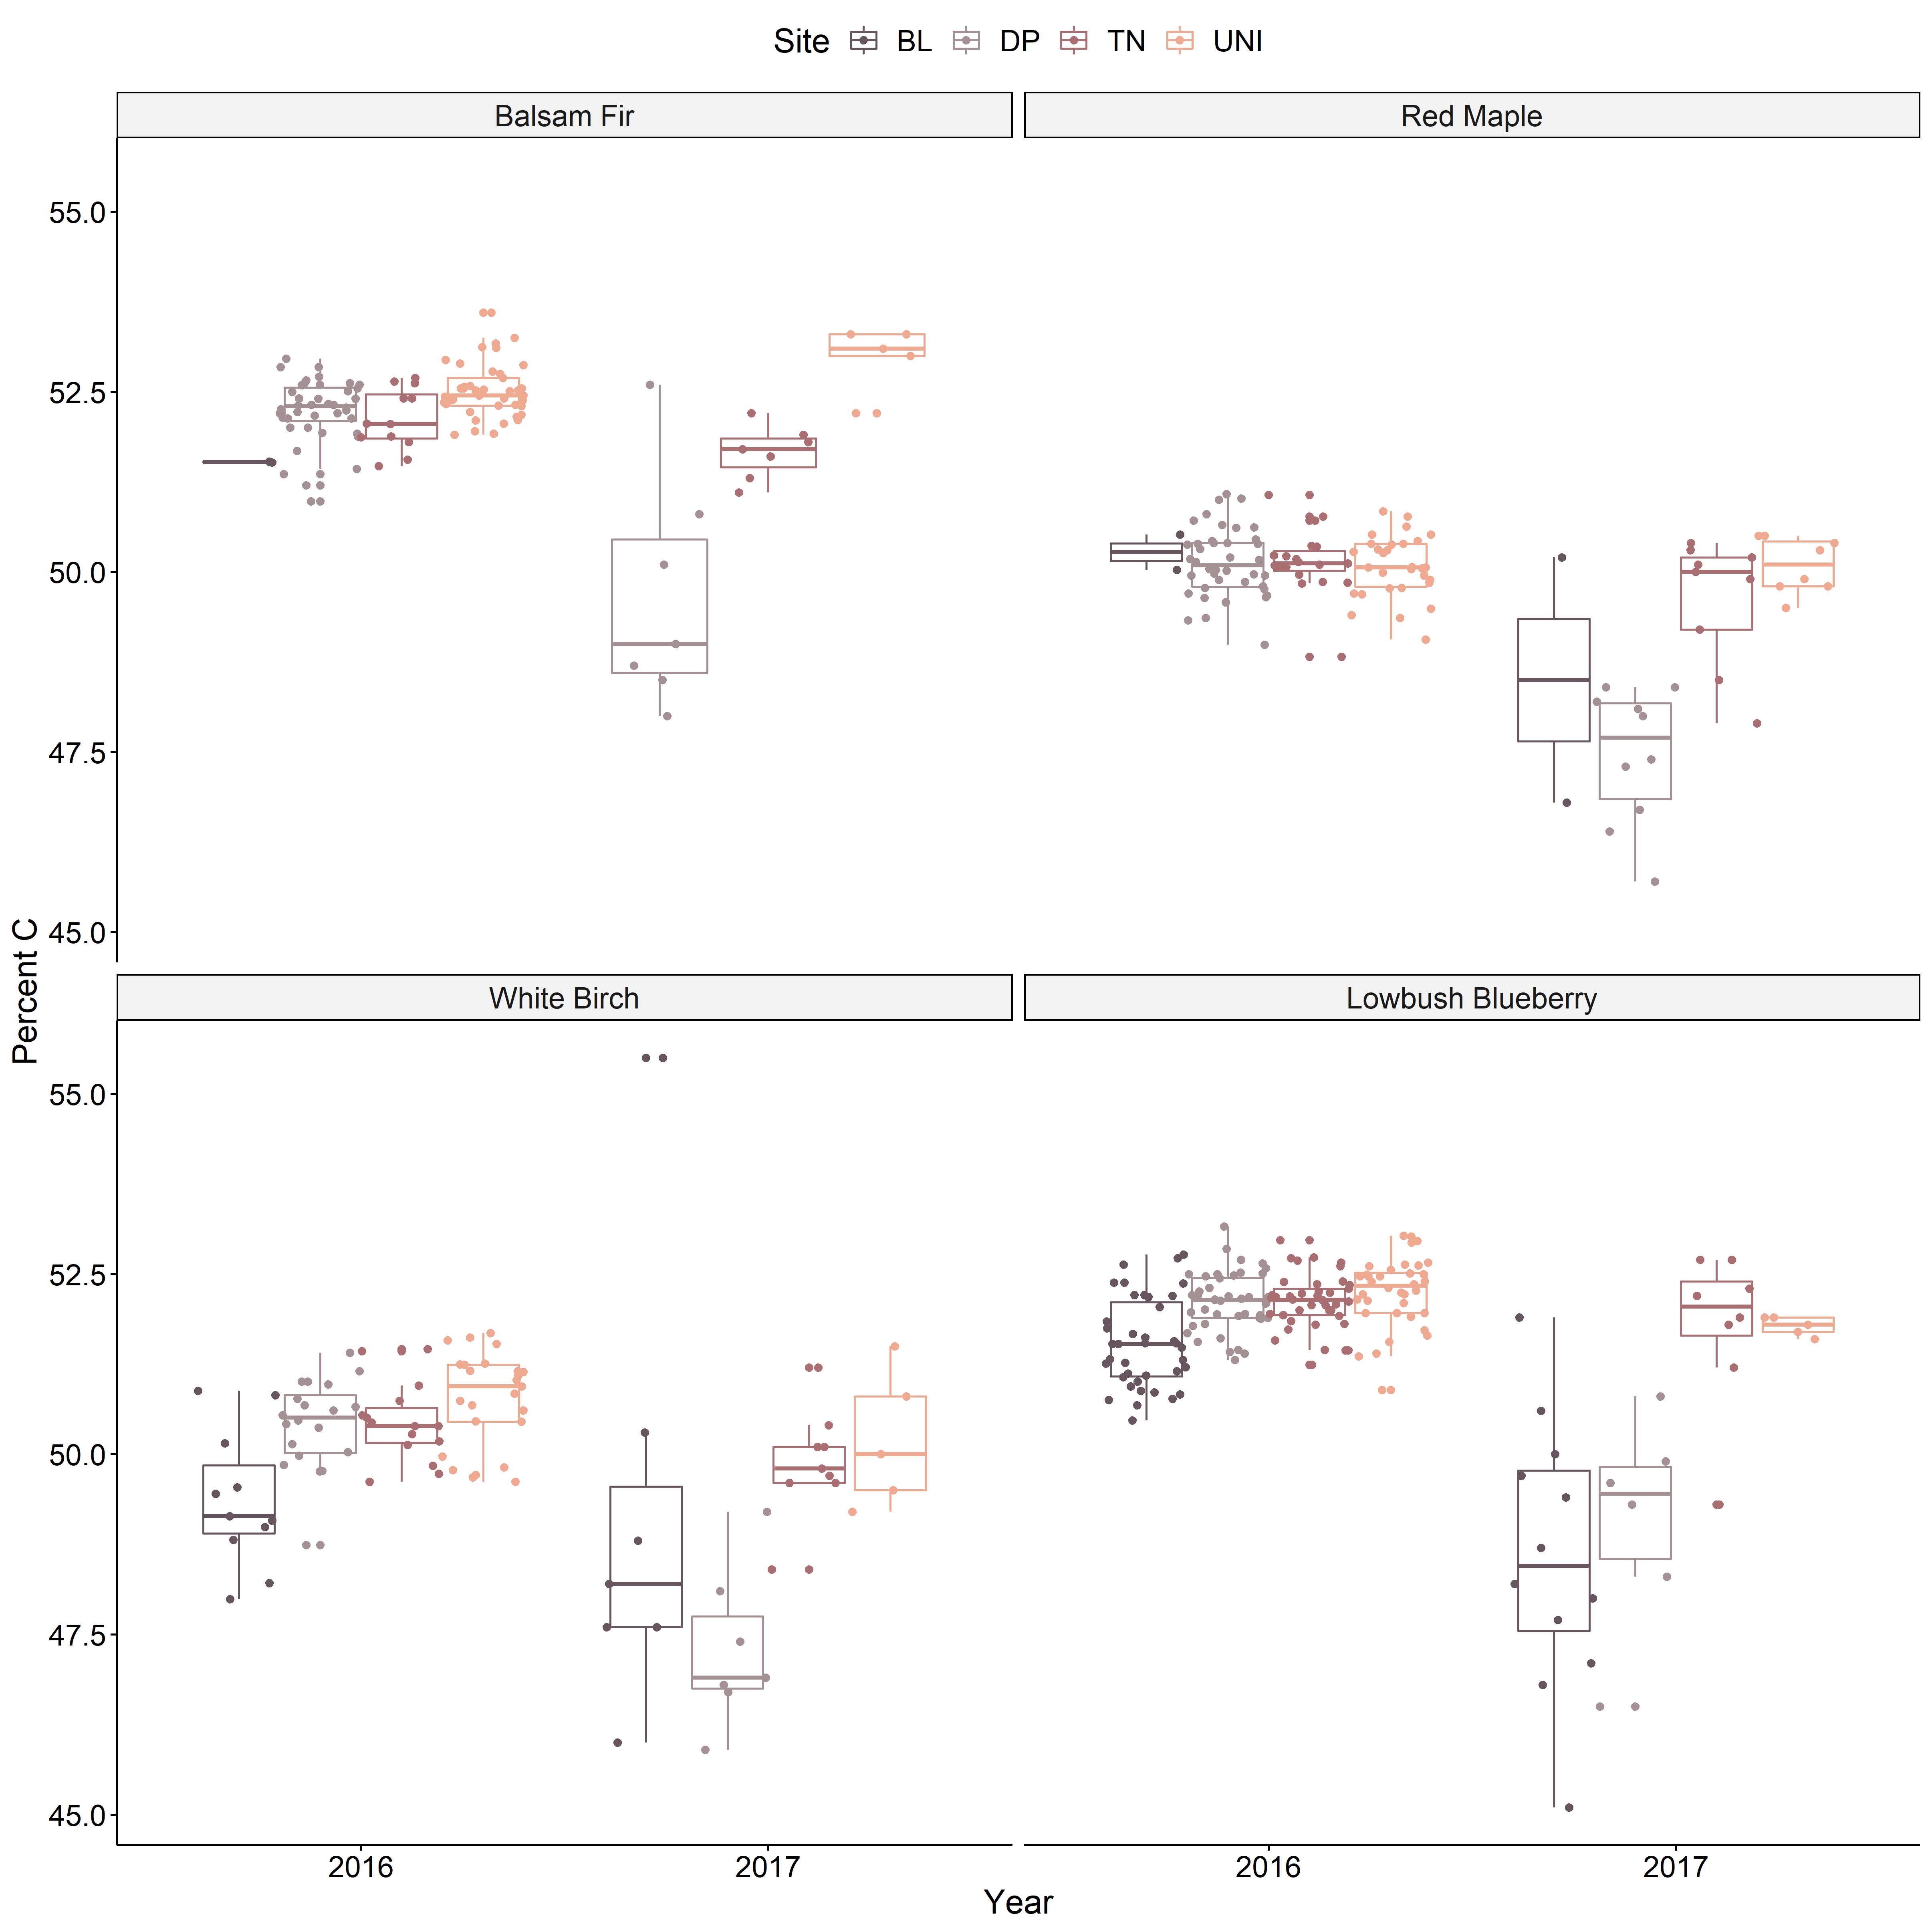 Site BL DP TN UNI
Balsam Fir Red Maple
55.0
52.5
50.0
47.5
45.0
Percent C
White Birch Lowbush Blueberry
55.0
52.5
50.0
47.5
45.0
2016 2017 2016 2017
Year